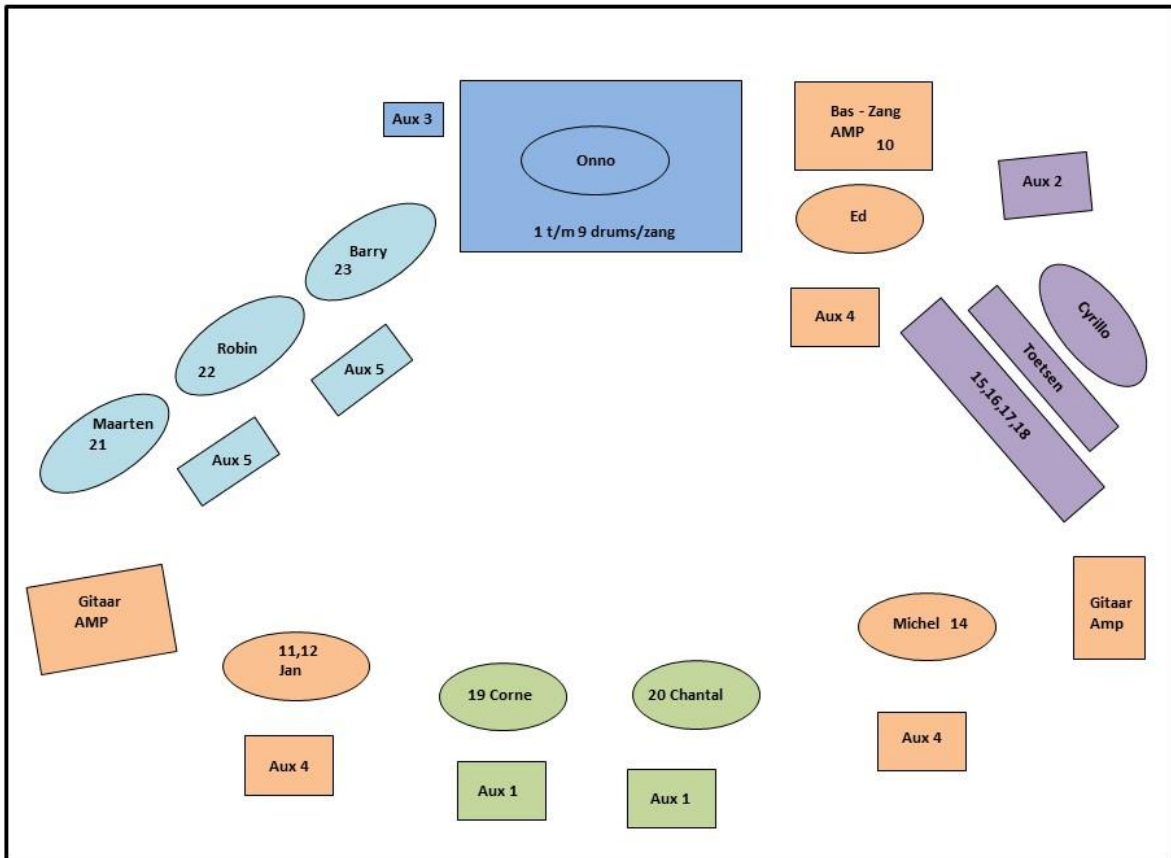 Aux 3
Onno
1 t/m 9 drums/zang
Bas - Zang
AMP
10
Ed
Aux 4
Aux 2
Cyrillo
Toetsen
15,16,17,18
Barry
23
Robin
22
Aux 5
Maarten
21
Aux 5
Gitaar
AMP
11,12
Jan
Aux 4
19 Corne
Aux 1
20 Chantal
Aux 1
Michel 14
Aux 4
Gitaar
Amp